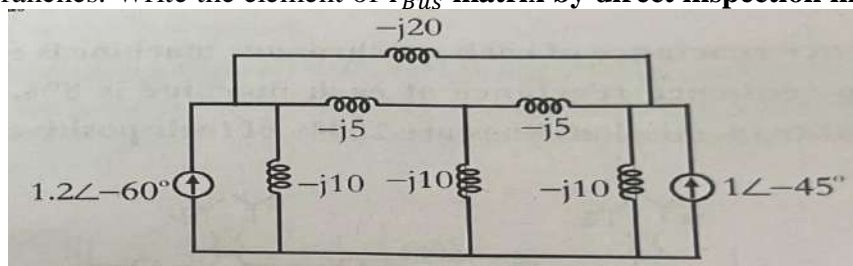 ranches. Write the element of Y_Bus matrix by direct inspection
-j20
-j5 -j5
1.2∠-60° -j10 -j10 -j10 1∠-45°